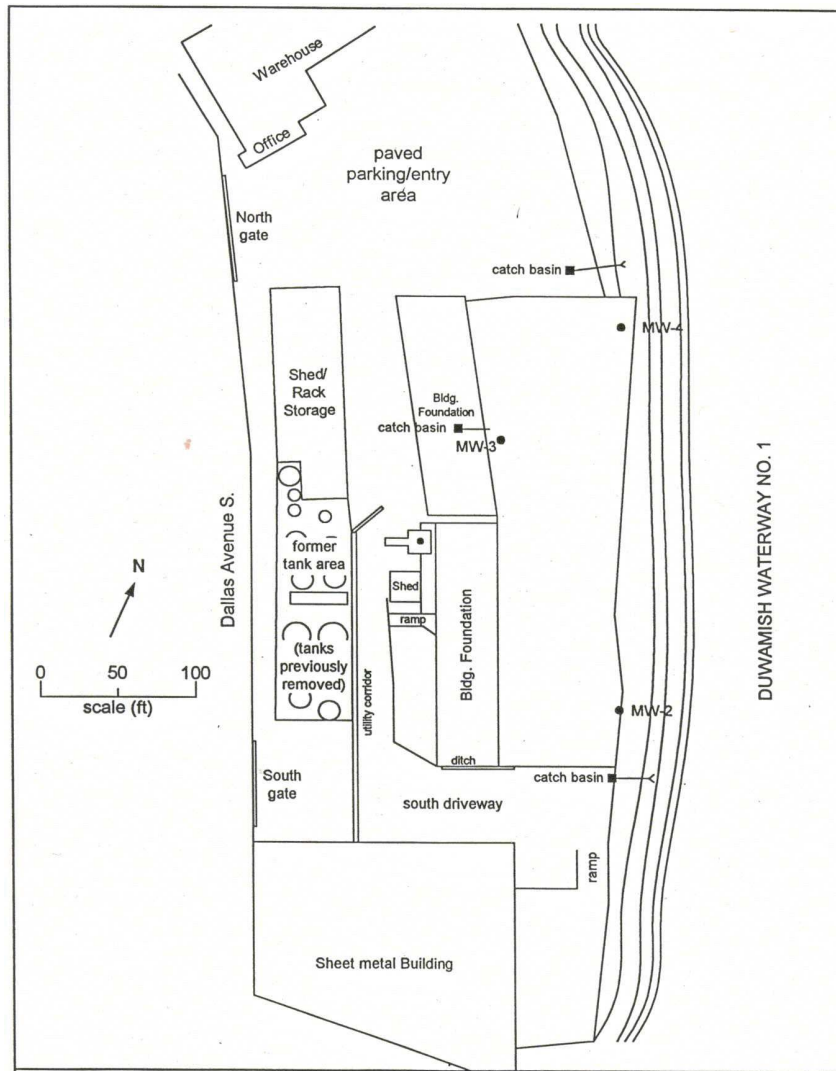 Warehouse
Office
paved
parking/entry
area
North
gate
catch basin
MW-4
Shed/
Rack
Storage
Bldg.
Foundation
catch basin
MW-3
Dallas Avenue S.
former
tank area
N
Shed
ramp
Bldg. Foundation
DUWAMISH WATERWAY NO. 1
0 50 100
scale (ft)
(tanks
previously
removed)
utility corridor
MW-2
South
gate
ditch
catch basin
south driveway
ramp
Sheet metal Building